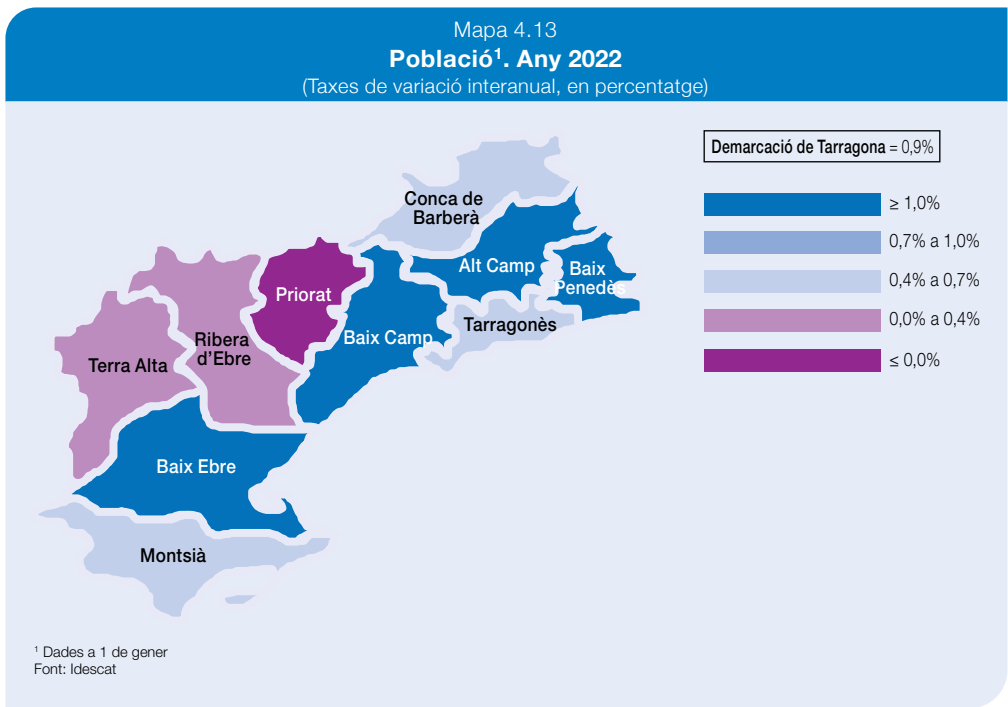 Mapa 4.13
Població¹. Any 2022
(Taxes de variació interanual, en percentatge)
Demarcació de Tarragona = 0,9%
≥ 1,0%
0,7% a 1,0%
0,4% a 0,7%
0,0% a 0,4%
≤ 0,0%
Conca de
Barberà
Alt Camp
Baix
Penedès
Priorat
Tarragonès
Baix Camp
Ribera
d'Ebre
Terra Alta
Baix Ebre
Montsià
¹ Dades a 1 de gener
Font: Idescat